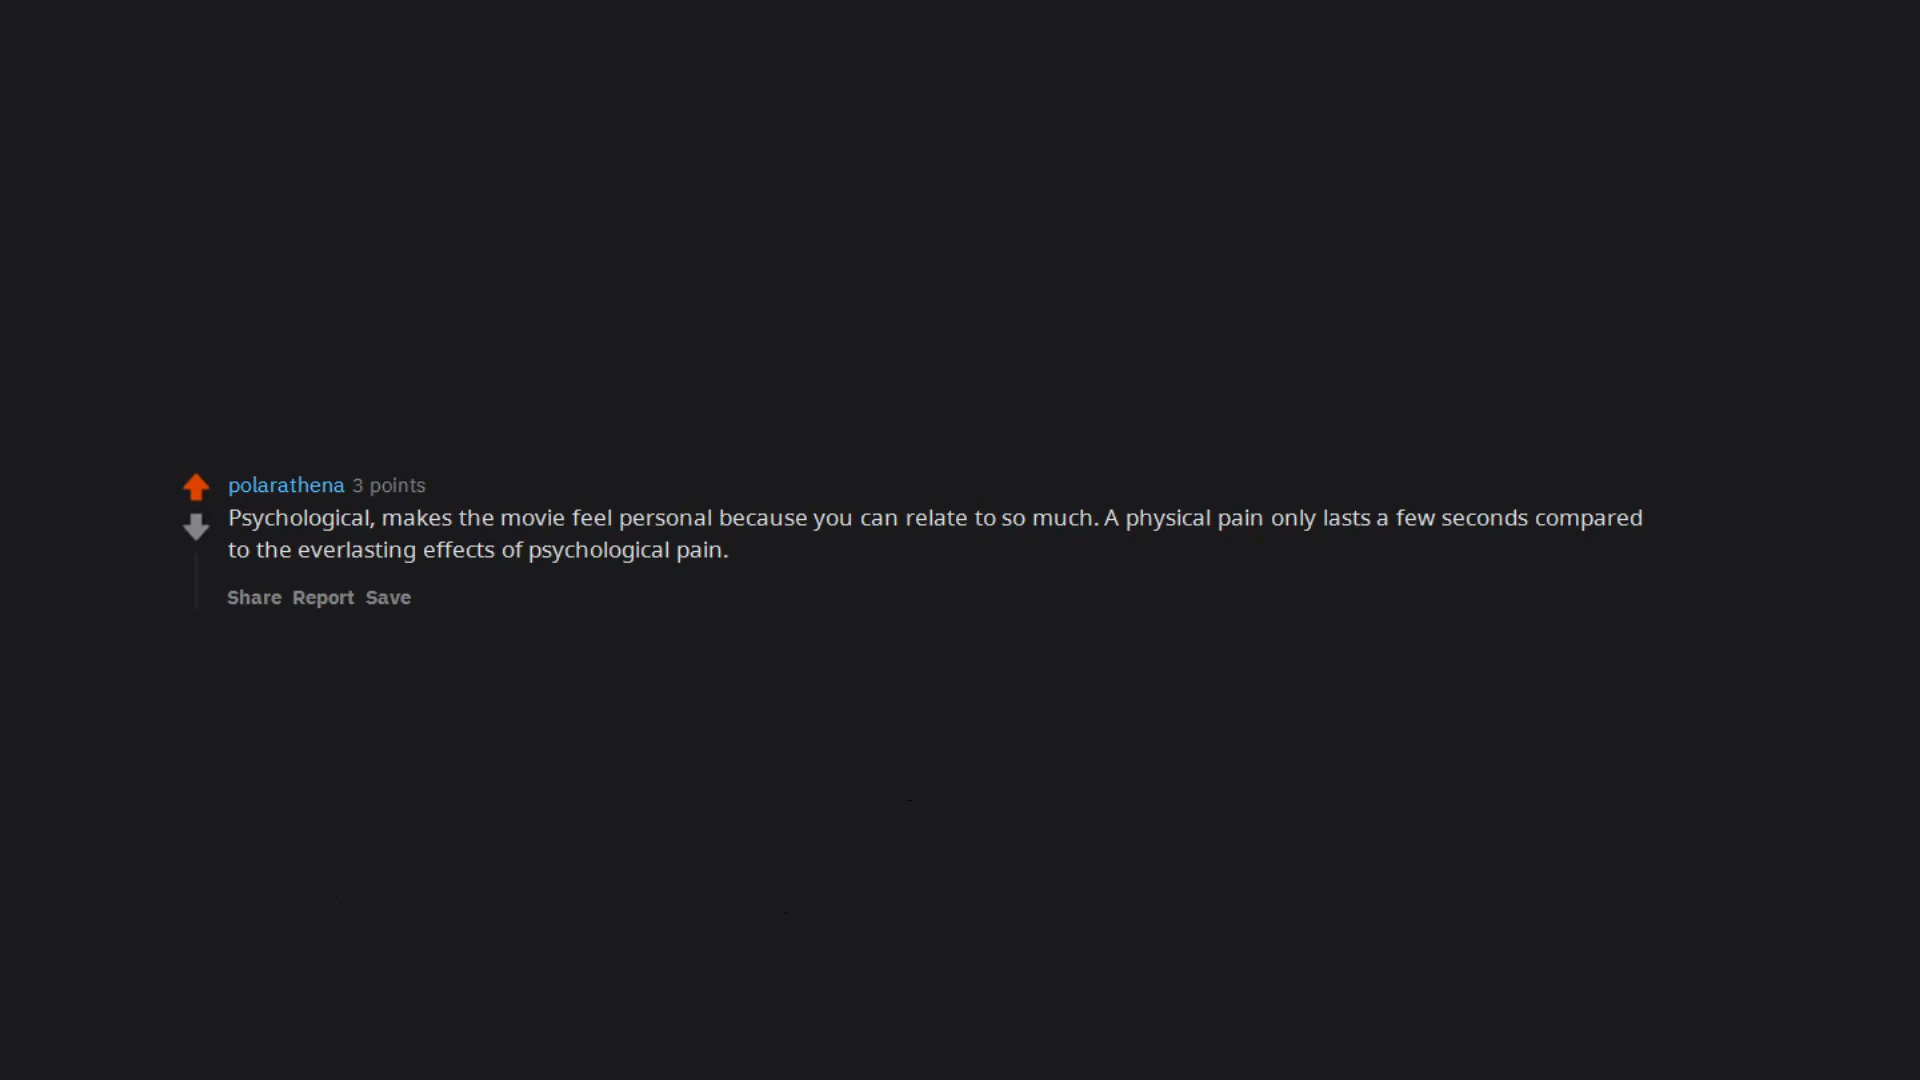 polarathena 3 points
Psychological, makes the movie feel personal because you can relate to so much. A physical pain only lasts a few seconds compared
to the everlasting effects of psychological pain.
Share Report Save